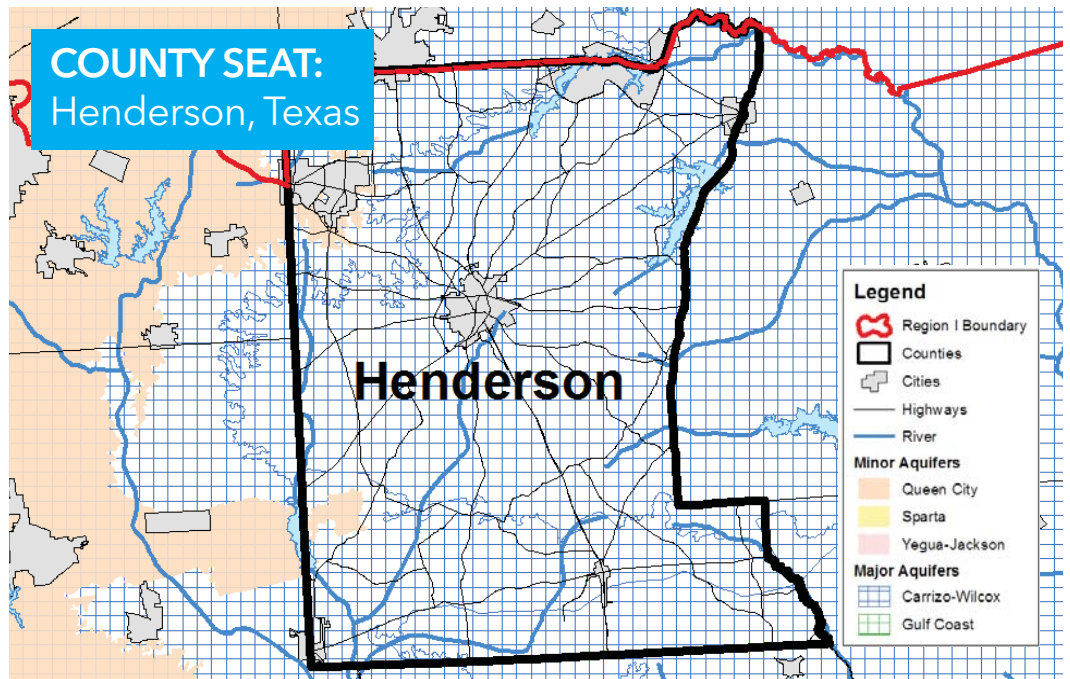 COUNTY SEAT:
Henderson, Texas
Henderson
Legend
Region I Boundary
Counties
Cities
Highways
River
Minor Aquifers
Queen City
Sparta
Yegua-Jackson
Major Aquifers
Carrizo-Wilcox
Gulf Coast